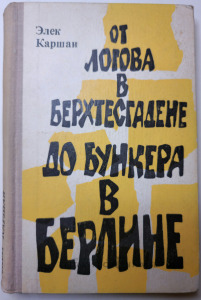 Элек
Каршаи
ОТ
ЛОГОВА
В
БЕРХТЕСГАДЕНЕ
ДО БУНКЕРА
В
БЕРЛИНЕ